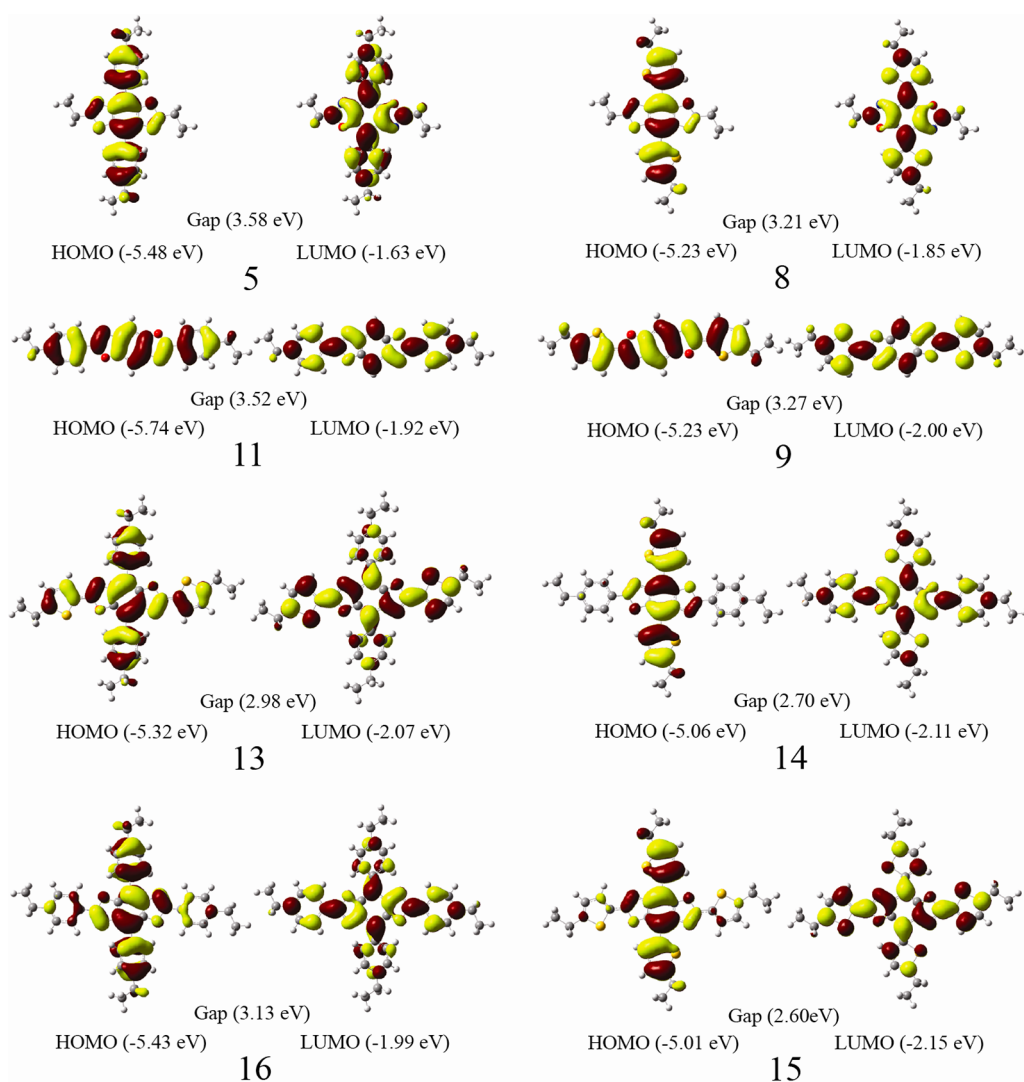 Gap (3.58 eV)
HOMO (-5.48 eV) LUMO (-1.63 eV)
5
Gap (3.21 eV)
HOMO (-5.23 eV) LUMO (-1.85 eV)
8
Gap (3.52 eV)
HOMO (-5.74 eV) LUMO (-1.92 eV)
11
Gap (3.27 eV)
HOMO (-5.23 eV) LUMO (-2.00 eV)
9
Gap (2.98 eV)
HOMO (-5.32 eV) LUMO (-2.07 eV)
13
Gap (2.70 eV)
HOMO (-5.06 eV) LUMO (-2.11 eV)
14
Gap (3.13 eV)
HOMO (-5.43 eV) LUMO (-1.99 eV)
16
Gap (2.60eV)
HOMO (-5.01 eV) LUMO (-2.15 eV)
15